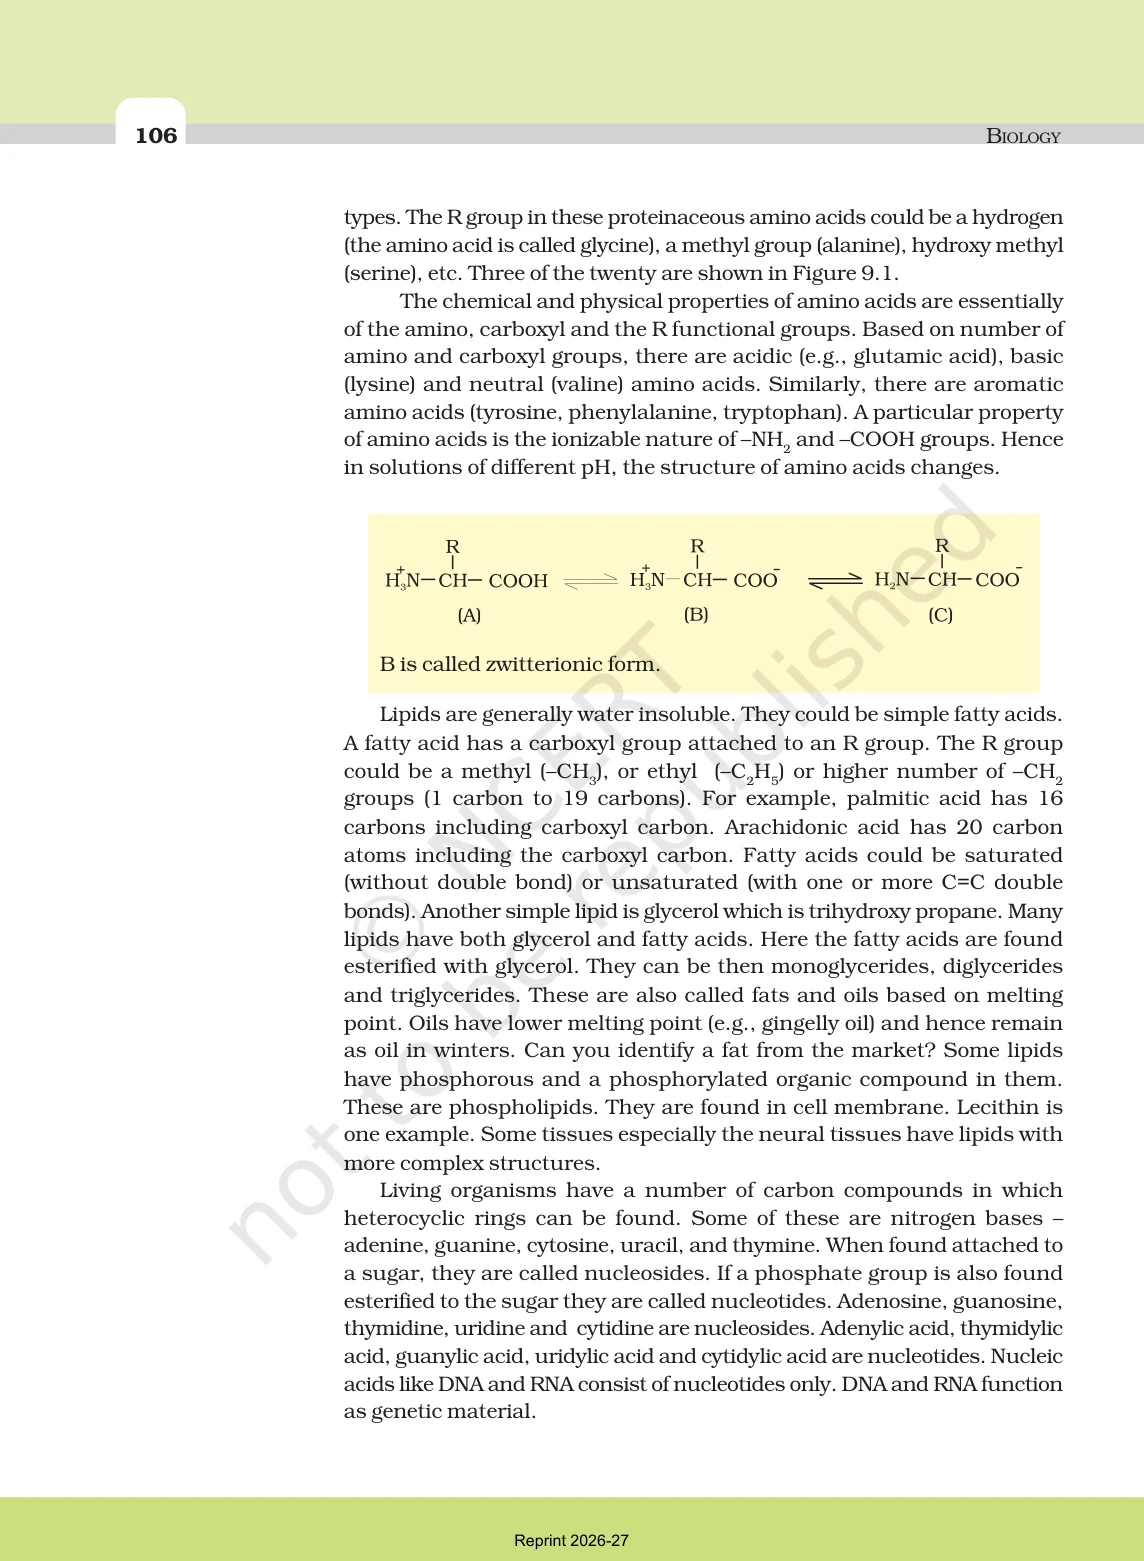 106
BIOLOGY
types. The R group in these proteinaceous amino acids could be a hydrogen
(the amino acid is called glycine), a methyl group (alanine), hydroxy methyl
(serine), etc. Three of the twenty are shown in Figure 9.1.
The chemical and physical properties of amino acids are essentially
of the amino, carboxyl and the R functional groups. Based on number of
amino and carboxyl groups, there are acidic (e.g., glutamic acid), basic
(lysine) and neutral (valine) amino acids. Similarly, there are aromatic
amino acids (tyrosine, phenylalanine, tryptophan). A particular property
of amino acids is the ionizable nature of –NH₂ and –COOH groups. Hence
in solutions of different pH, the structure of amino acids changes.
R R R
H₃N⁺—CH—COOH ⇌ H₃N⁺—CH—COO⁻ ⇌ H₂N—CH—COO⁻
(A) (B) (C)
B is called zwitterionic form.
Lipids are generally water insoluble. They could be simple fatty acids.
A fatty acid has a carboxyl group attached to an R group. The R group
could be a methyl (–CH₃), or ethyl (–C₂H₅) or higher number of –CH₂
groups (1 carbon to 19 carbons). For example, palmitic acid has 16
carbons including carboxyl carbon. Arachidonic acid has 20 carbon
atoms including the carboxyl carbon. Fatty acids could be saturated
(without double bond) or unsaturated (with one or more C=C double
bonds). Another simple lipid is glycerol which is trihydroxy propane. Many
lipids have both glycerol and fatty acids. Here the fatty acids are found
esterified with glycerol. They can be then monoglycerides, diglycerides
and triglycerides. These are also called fats and oils based on melting
point. Oils have lower melting point (e.g., gingelly oil) and hence remain
as oil in winters. Can you identify a fat from the market? Some lipids
have phosphorous and a phosphorylated organic compound in them.
These are phospholipids. They are found in cell membrane. Lecithin is
one example. Some tissues especially the neural tissues have lipids with
more complex structures.
Living organisms have a number of carbon compounds in which
heterocyclic rings can be found. Some of these are nitrogen bases –
adenine, guanine, cytosine, uracil, and thymine. When found attached to
a sugar, they are called nucleosides. If a phosphate group is also found
esterified to the sugar they are called nucleotides. Adenosine, guanosine,
thymidine, uridine and cytidine are nucleosides. Adenylic acid, thymidylic
acid, guanylic acid, uridylic acid and cytidylic acid are nucleotides. Nucleic
acids like DNA and RNA consist of nucleotides only. DNA and RNA function
as genetic material.
© NCERT
not to be republished
Reprint 2026-27